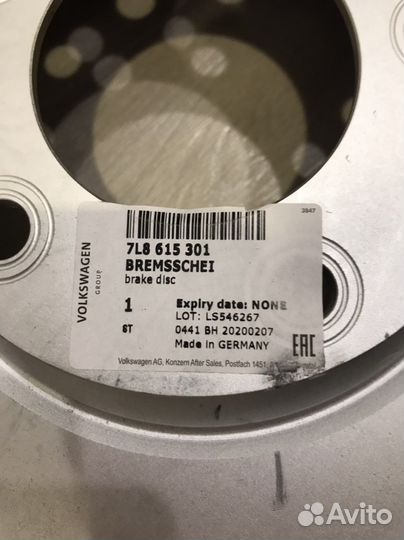 3847
VOLKSWAGEN
GROUP
7L8 615 301
BREMSSCHEI
brake disc
1
Expiry date: NONE
LOT: LS546267
ST
0441 BH 20200207
Made in GERMANY
EAC
Volkswagen AG, Konzern After Sales, Postfach 1451,
Avito